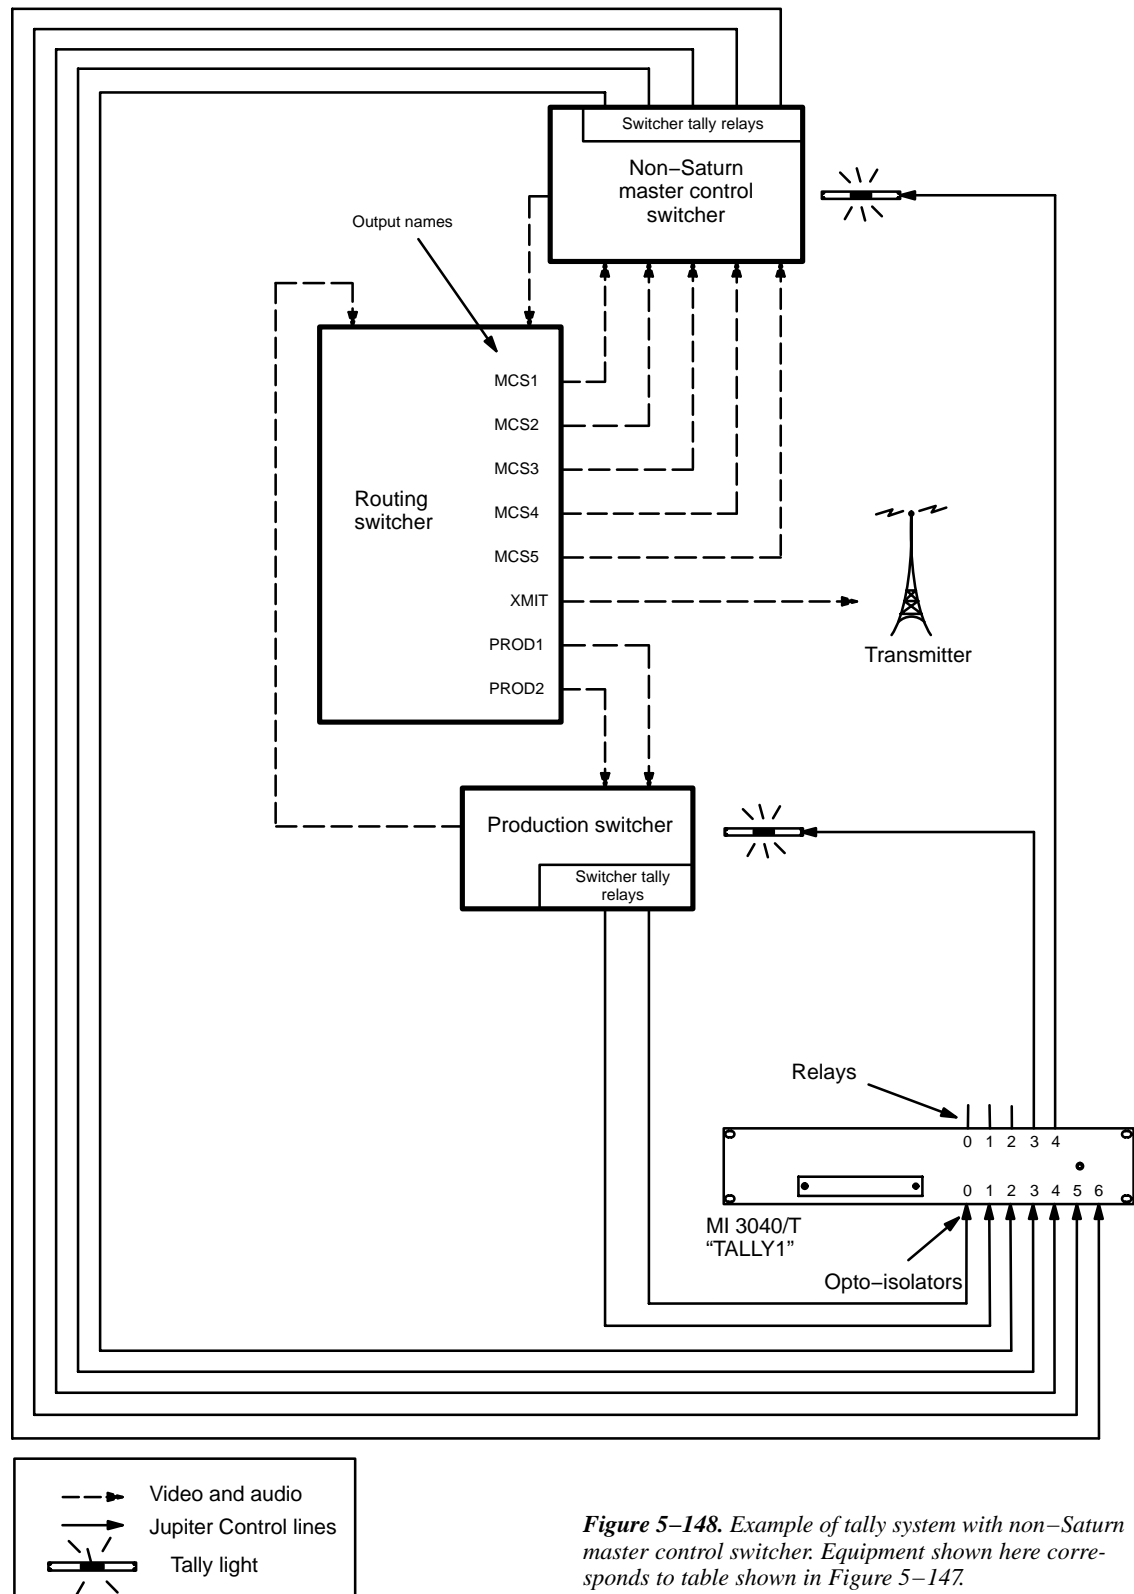 Switcher tally relays
Non–Saturn
master control
switcher
Output names
MCS1
MCS2
MCS3
MCS4
MCS5
XMIT
PROD1
PROD2
Routing
switcher
Transmitter
Production switcher
Switcher tally
relays
Relays
0 1 2 3 4
0 1 2 3 4 5 6
MI 3040/T
“TALLY1”
Opto–isolators
Video and audio
Jupiter Control lines
Tally light
Figure 5–148. Example of tally system with non–Saturn
master control switcher. Equipment shown here corre-
sponds to table shown in Figure 5–147.